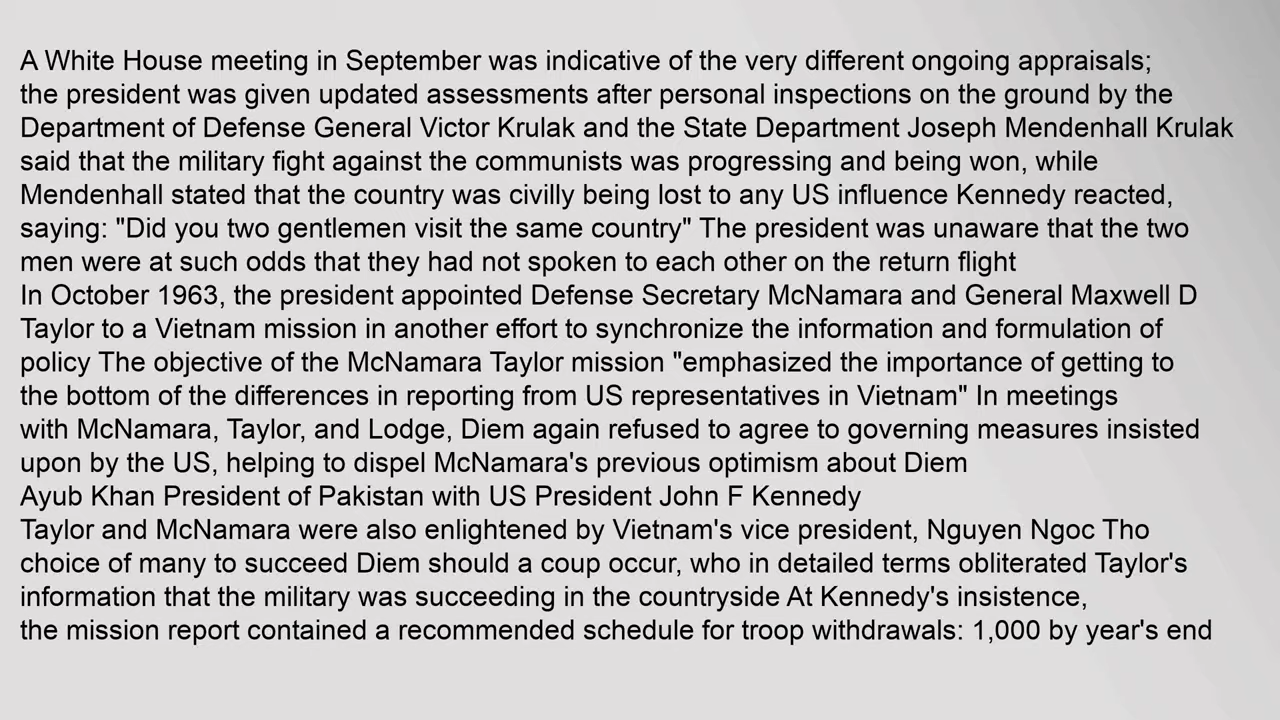 A White House meeting in September was indicative of the very different ongoing appraisals;
the president was given updated assessments after personal inspections on the ground by the
Department of Defense General Victor Krulak and the State Department Joseph Mendenhall Krulak
said that the military fight against the communists was progressing and being won, while
Mendenhall stated that the country was civilly being lost to any US influence Kennedy reacted,
saying: "Did you two gentlemen visit the same country" The president was unaware that the two
men were at such odds that they had not spoken to each other on the return flight
In October 1963, the president appointed Defense Secretary McNamara and General Maxwell D
Taylor to a Vietnam mission in another effort to synchronize the information and formulation of
policy The objective of the McNamara Taylor mission "emphasized the importance of getting to
the bottom of the differences in reporting from US representatives in Vietnam" In meetings
with McNamara, Taylor, and Lodge, Diem again refused to agree to governing measures insisted
upon by the US, helping to dispel McNamara's previous optimism about Diem
Ayub Khan President of Pakistan with US President John F Kennedy
Taylor and McNamara were also enlightened by Vietnam's vice president, Nguyen Ngoc Tho
choice of many to succeed Diem should a coup occur, who in detailed terms obliterated Taylor's
information that the military was succeeding in the countryside At Kennedy's insistence,
the mission report contained a recommended schedule for troop withdrawals: 1,000 by year's end